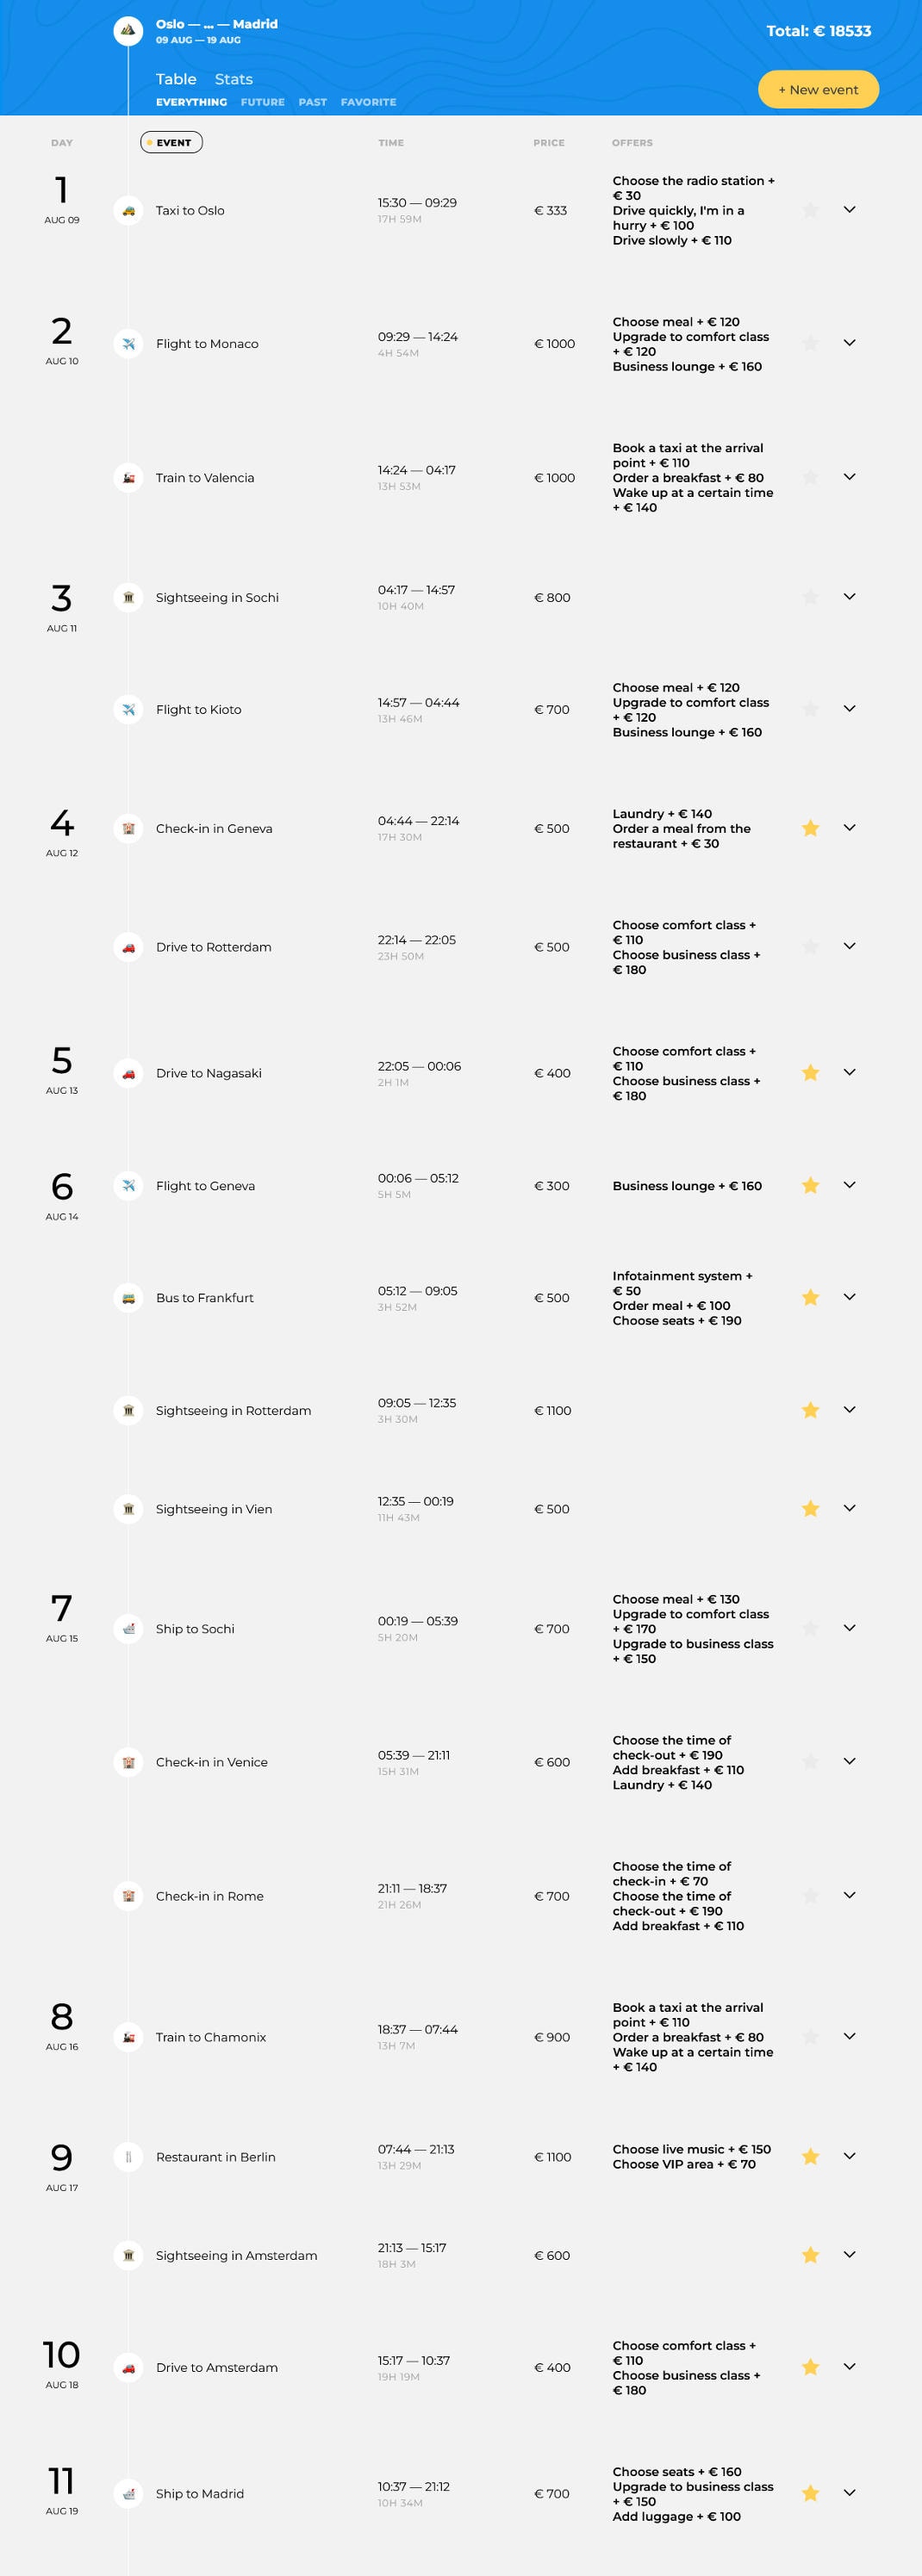 Oslo — ... — Madrid
09 AUG — 19 AUG
Total: € 18533
Table Stats
EVERYTHING FUTURE PAST FAVORITE
+ New event
DAY EVENT TIME PRICE OFFERS
1
AUG 09
Taxi to Oslo
15:30 — 09:29
17H 59M
€ 333
Choose the radio station +
€ 30
Drive quickly, I'm in a
hurry + € 100
Drive slowly + € 110
2
AUG 10
Flight to Monaco
09:29 — 14:24
4H 54M
€ 1000
Choose meal + € 120
Upgrade to comfort class
+ € 120
Business lounge + € 160
Train to Valencia
14:24 — 04:17
13H 53M
€ 1000
Book a taxi at the arrival
point + € 110
Order a breakfast + € 80
Wake up at a certain time
+ € 140
3
AUG 11
Sightseeing in Sochi
04:17 — 14:57
10H 40M
€ 800
Flight to Kioto
14:57 — 04:44
13H 46M
€ 700
Choose meal + € 120
Upgrade to comfort class
+ € 120
Business lounge + € 160
4
AUG 12
Check-in in Geneva
04:44 — 22:14
17H 30M
€ 500
Laundry + € 140
Order a meal from the
restaurant + € 30
Drive to Rotterdam
22:14 — 22:05
23H 50M
€ 500
Choose comfort class +
€ 110
Choose business class +
€ 180
5
AUG 13
Drive to Nagasaki
22:05 — 00:06
2H 1M
€ 400
Choose comfort class +
€ 110
Choose business class +
€ 180
6
AUG 14
Flight to Geneva
00:06 — 05:12
5H 5M
€ 300
Business lounge + € 160
Bus to Frankfurt
05:12 — 09:05
3H 52M
€ 500
Infotainment system +
€ 50
Order meal + € 100
Choose seats + € 190
Sightseeing in Rotterdam
09:05 — 12:35
3H 30M
€ 1100
Sightseeing in Vien
12:35 — 00:19
11H 43M
€ 500
7
AUG 15
Ship to Sochi
00:19 — 05:39
5H 20M
€ 700
Choose meal + € 130
Upgrade to comfort class
+ € 170
Upgrade to business class
+ € 150
Check-in in Venice
05:39 — 21:11
15H 31M
€ 600
Choose the time of
check-out + € 190
Add breakfast + € 110
Laundry + € 140
Check-in in Rome
21:11 — 18:37
21H 26M
€ 700
Choose the time of
check-in + € 70
Choose the time of
check-out + € 190
Add breakfast + € 110
8
AUG 16
Train to Chamonix
18:37 — 07:44
13H 7M
€ 900
Book a taxi at the arrival
point + € 110
Order a breakfast + € 80
Wake up at a certain time
+ € 140
9
AUG 17
Restaurant in Berlin
07:44 — 21:13
13H 29M
€ 1100
Choose live music + € 150
Choose VIP area + € 70
Sightseeing in Amsterdam
21:13 — 15:17
18H 3M
€ 600
10
AUG 18
Drive to Amsterdam
15:17 — 10:37
19H 19M
€ 400
Choose comfort class +
€ 110
Choose business class +
€ 180
11
AUG 19
Ship to Madrid
10:37 — 21:12
10H 34M
€ 700
Choose seats + € 160
Upgrade to business class
+ € 150
Add luggage + € 100